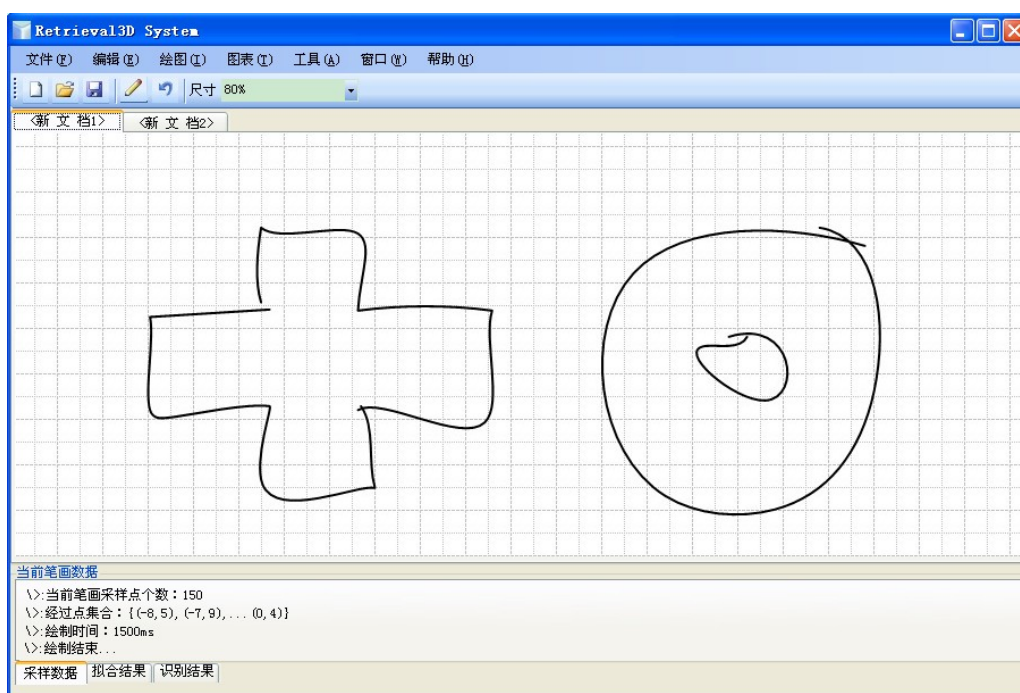 Retrieval3D System
文件(F) 编辑(E) 绘图(I) 图表(T) 工具(A) 窗口(W) 帮助(H)
尺寸 80%
<新 文 档1> <新 文 档2>
当前笔画数据
\>:当前笔画采样点个数：150
\>:经过点集合：{(-8,5), (-7,9),... (0,4)}
\>:绘制时间：1500ms
\>:绘制结束...
采样数据 拟合结果 识别结果